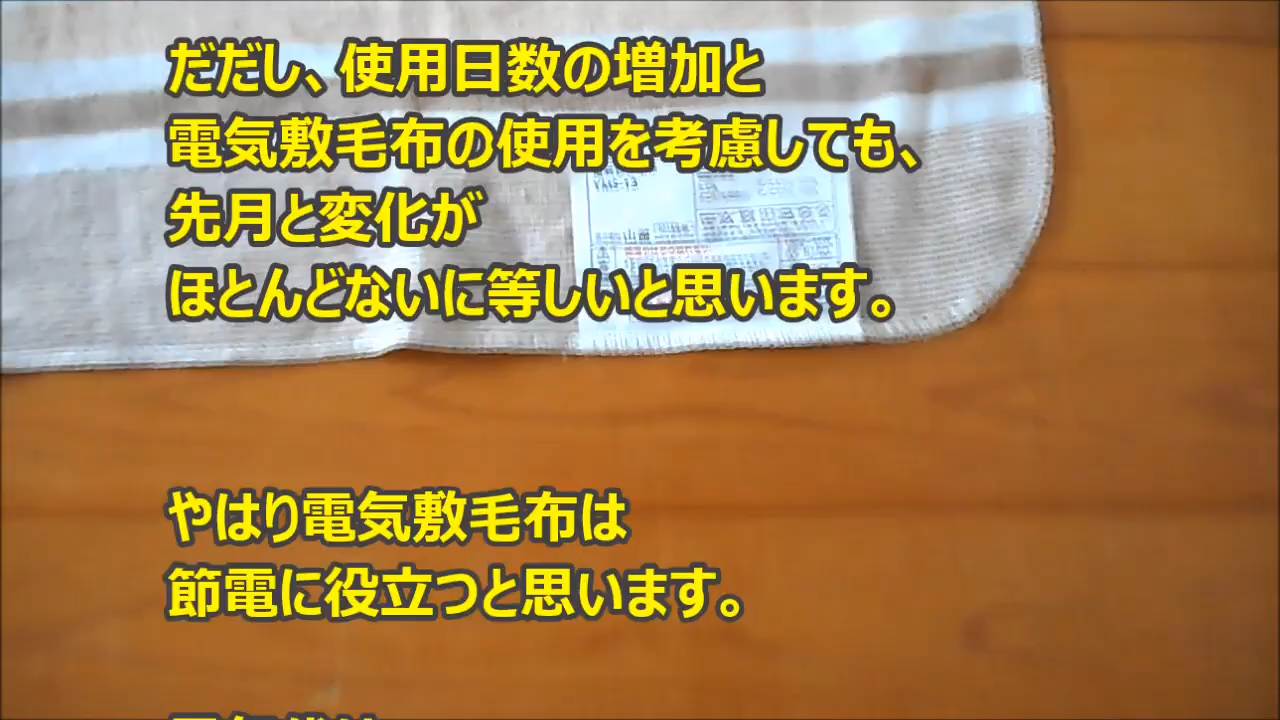 だだし、使用日数の増加と
電気敷毛布の使用を考慮しても、
先月と変化が
ほとんどないに等しいと思います。
やはり電気敷毛布は
節電に役立つと思います。